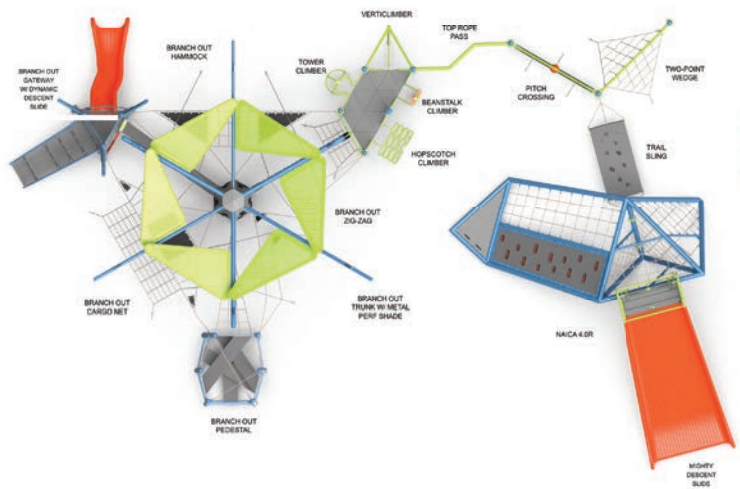 VERTICLIMBER
TOP ROPE
PASS
BRANCH OUT
HAMMOCK
TOWER
CLIMBER
BRANCH OUT
GATEWAY
W/ DYNAMIC
DESCENT
SLIDE
TWO-POINT
WEDGE
PITCH
CROSSING
BEANSTALK
CLIMBER
HOPSCOTCH
CLIMBER
TRAIL
SLING
BRANCH OUT
ZIG-ZAG
BRANCH OUT
CARGO NET
BRANCH OUT
TRUNK W/ METAL
PERF SHADE
NAICA 4.0R
BRANCH OUT
PEDESTAL
MIGHTY
DESCENT
SLIDE